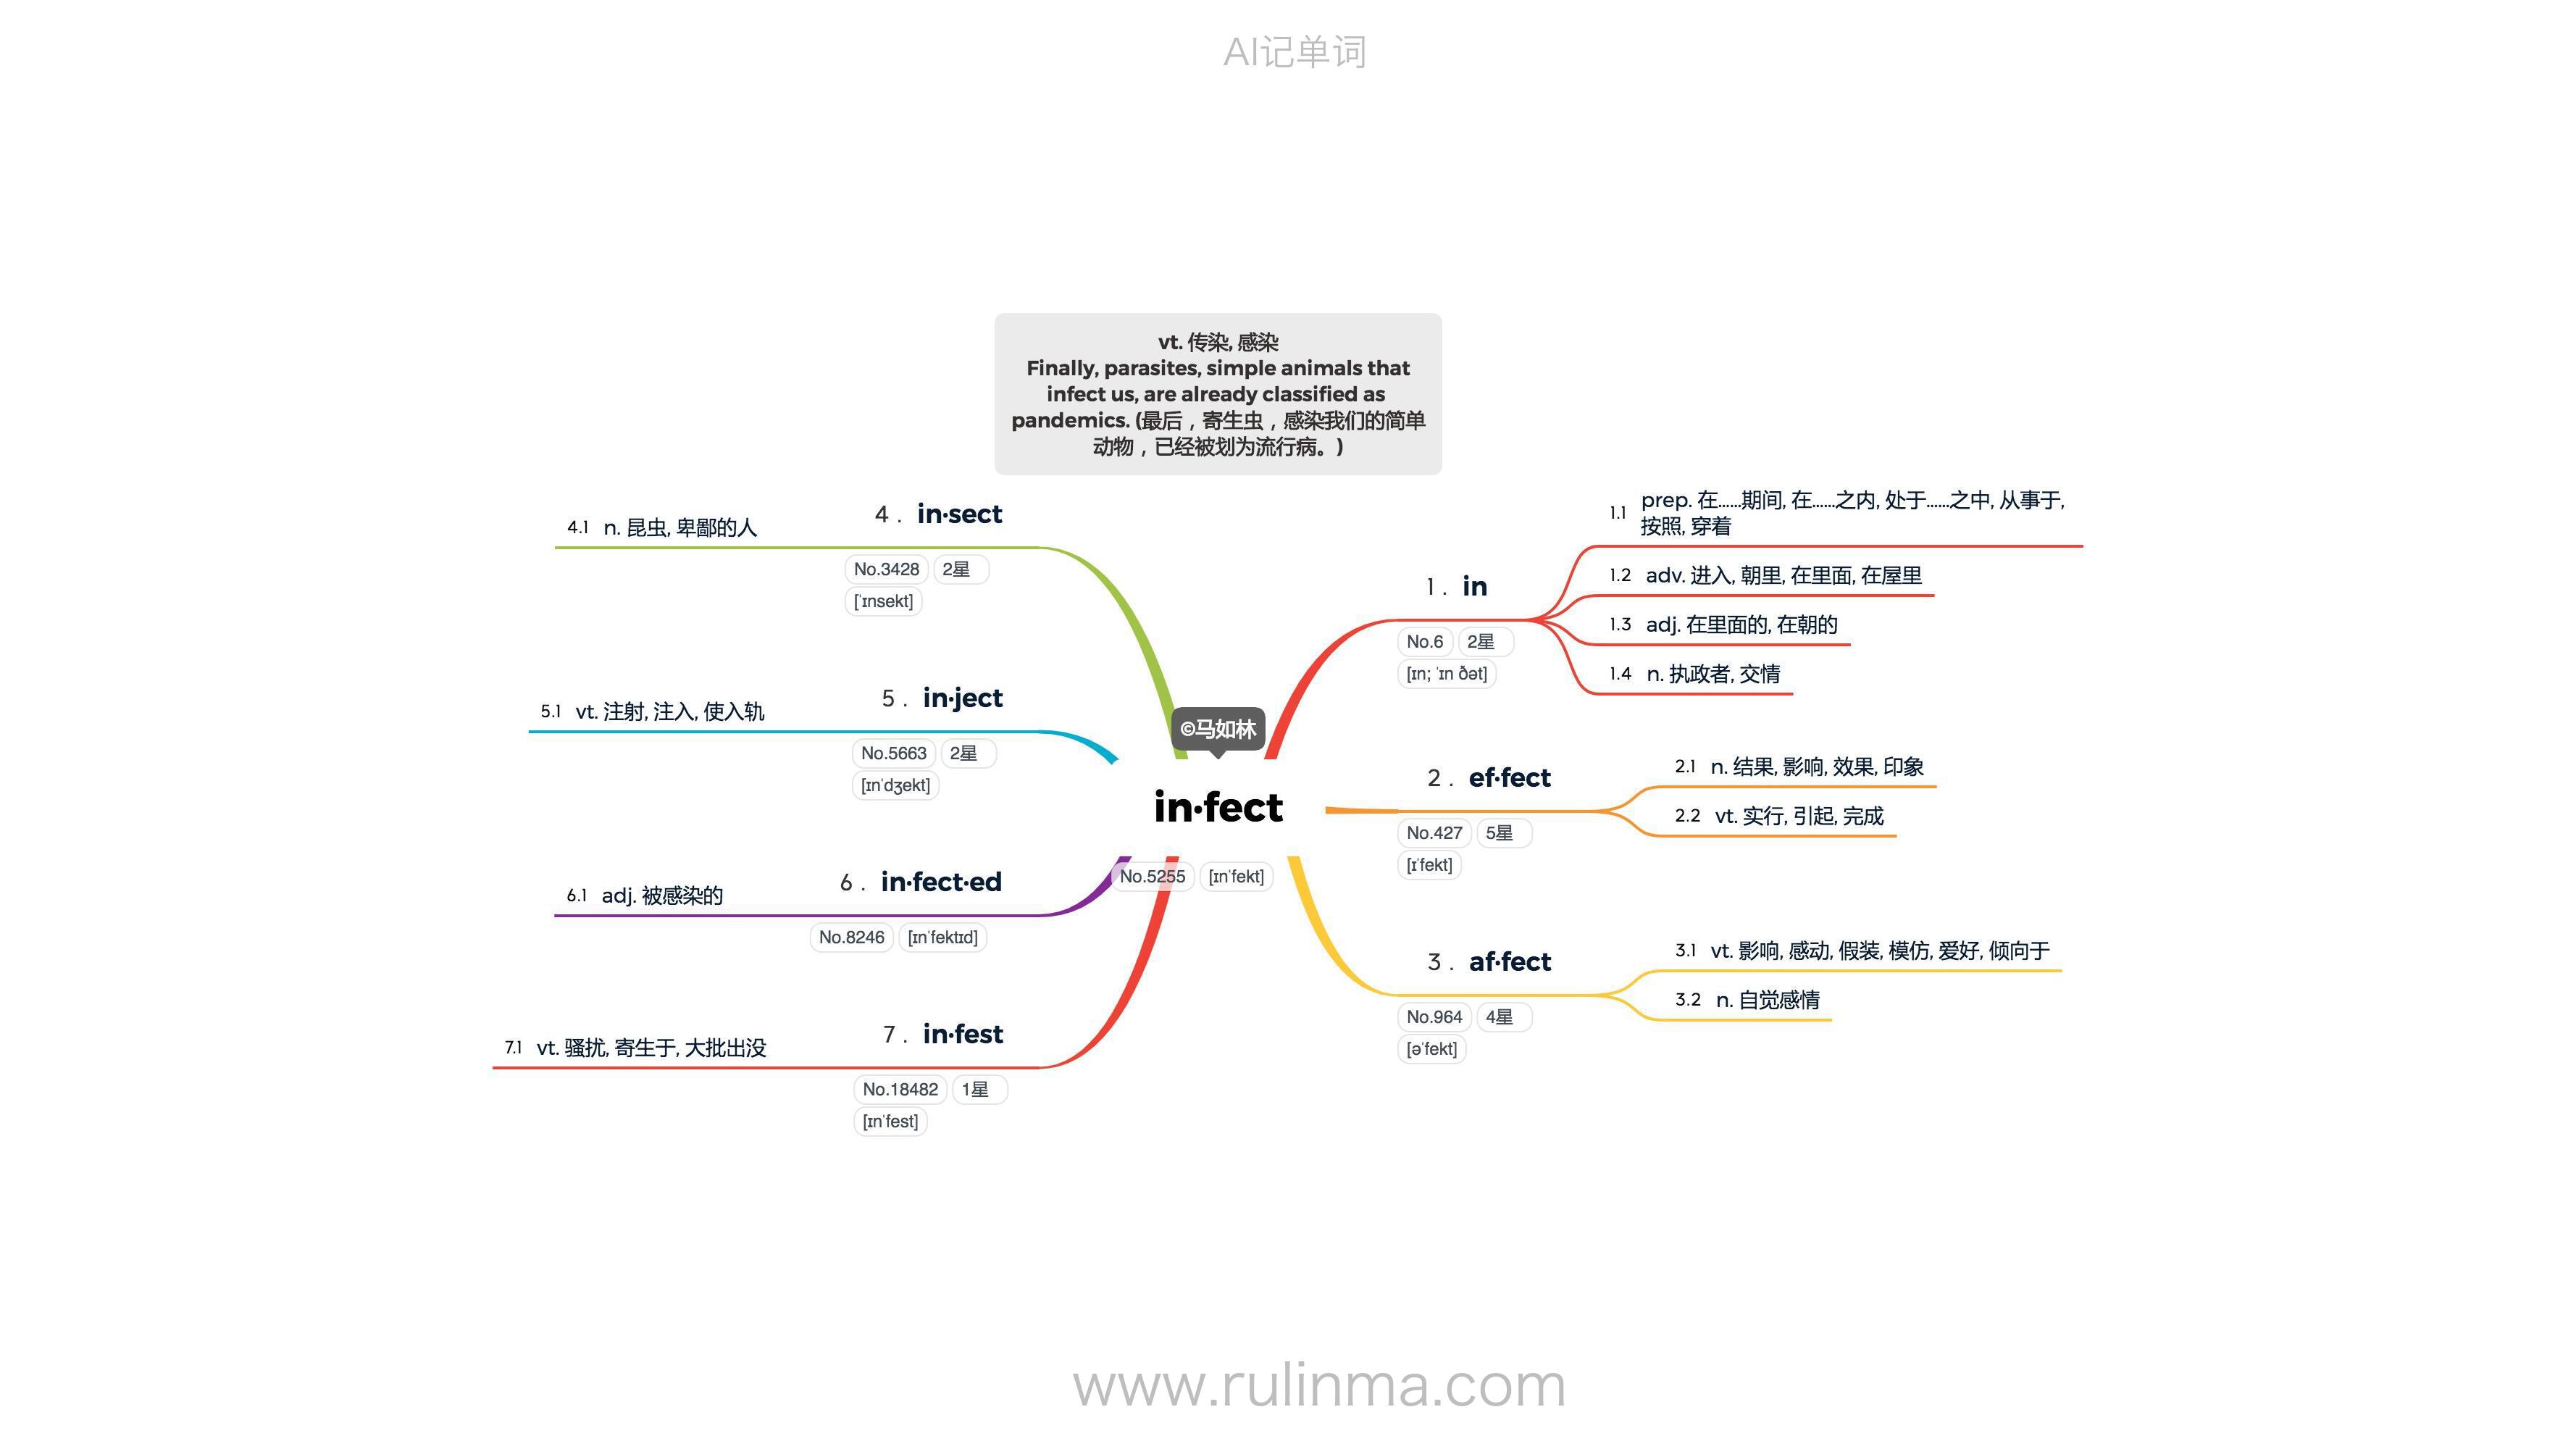 AI记单词
vt. 传染, 感染
Finally, parasites, simple animals that
infect us, are already classified as
pandemics. (最后，寄生虫，感染我们的简单
动物，已经被划为流行病。)
©马如林
in·fect
No.5255 [ɪnˈfekt]
1 . in
No.6 2星
[ɪn; ˈɪn ðət]
1.1 prep. 在……期间, 在……之内, 处于……之中, 从事于,
按照, 穿着
1.2 adv. 进入, 朝里, 在里面, 在屋里
1.3 adj. 在里面的, 在朝的
1.4 n. 执政者, 交情
2 . ef·fect
No.427 5星
[ɪˈfekt]
2.1 n. 结果, 影响, 效果, 印象
2.2 vt. 实行, 引起, 完成
3 . af·fect
No.964 4星
[əˈfekt]
3.1 vt. 影响, 感动, 假装, 模仿, 爱好, 倾向于
3.2 n. 自觉感情
4 . in·sect
No.3428 2星
[ˈɪnsekt]
4.1 n. 昆虫, 卑鄙的人
5 . in·ject
No.5663 2星
[ɪnˈdʒekt]
5.1 vt. 注射, 注入, 使入轨
6 . in·fect·ed
No.8246 [ɪnˈfektɪd]
6.1 adj. 被感染的
7 . in·fest
No.18482 1星
[ɪnˈfest]
7.1 vt. 骚扰, 寄生于, 大批出没
www.rulinma.com